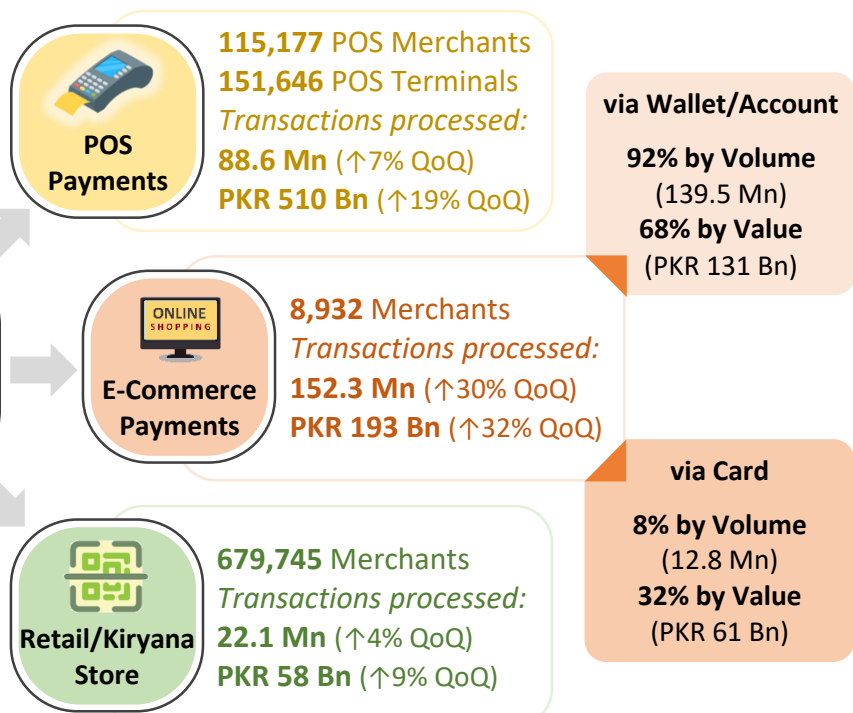 POS
Payments
115,177 POS Merchants
151,646 POS Terminals
Transactions processed:
88.6 Mn (↑7% QoQ)
PKR 510 Bn (↑19% QoQ)
ONLINE
SHOPPING
E-Commerce
Payments
8,932 Merchants
Transactions processed:
152.3 Mn (↑30% QoQ)
PKR 193 Bn (↑32% QoQ)
via Wallet/Account
92% by Volume
(139.5 Mn)
68% by Value
(PKR 131 Bn)
via Card
8% by Volume
(12.8 Mn)
32% by Value
(PKR 61 Bn)
Retail/Kiryana
Store
679,745 Merchants
Transactions processed:
22.1 Mn (↑4% QoQ)
PKR 58 Bn (↑9% QoQ)